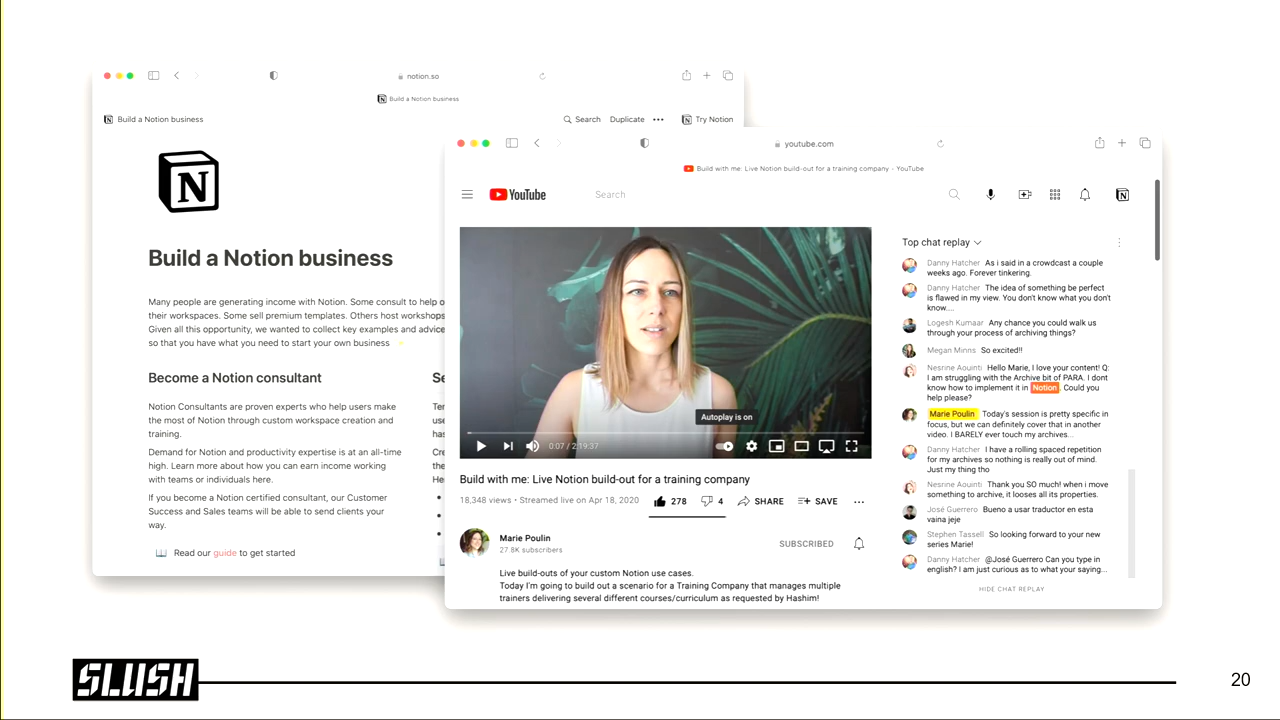 notion.so
Build a Notion business
Build a Notion business
Search Duplicate ••• Try Notion
Build a Notion business
Many people are generating income with Notion. Some consult to help o
their workspaces. Some sell premium templates. Others host workshops
Given all this opportunity, we wanted to collect key examples and advice
so that you have what you need to start your own business
Become a Notion consultant
Notion Consultants are proven experts who help users make
the most of Notion through custom workspace creation and
training.
Demand for Notion and productivity expertise is at an all-time
high. Learn more about how you can earn income working
with teams or individuals here.
If you become a Notion certified consultant, our Customer
Success and Sales teams will be able to send clients your
way.
Read our guide to get started
Se
Ten
use
has
Cre
the
He
youtube.com
Build with me: Live Notion build-out for a training company - YouTube
YouTube
Search
Autoplay is on
0:07 / 2:19:37
Build with me: Live Notion build-out for a training company
18,348 views • Streamed live on Apr 18, 2020
278 4 SHARE SAVE
Marie Poulin
27.8K subscribers
SUBSCRIBED
Live build-outs of your custom Notion use cases.
Today I'm going to build out a scenario for a Training Company that manages multiple
trainers delivering several different courses/curriculum as requested by Hashim!
Top chat replay
Danny Hatcher As i said in a crowdcast a couple
weeks ago. Forever tinkering.
Danny Hatcher The idea of something be perfect
is flawed in my view. You don't know what you don't
know....
Logesh Kumaar Any chance you could walk us
through your process of archiving things?
Megan Minns So excited!!
Nesrine Aouinti Hello Marie, I love your content! Q:
I am struggling with the Archive bit of PARA. I dont
know how to implement it in Notion. Could you
help please?
Marie Poulin Today's session is pretty specific in
focus, but we can definitely cover that in another
video. I BARELY ever touch my archives...
Danny Hatcher I have a rolling spaced repetition
for my archives so nothing is really out of mind.
Just my thing tho
Nesrine Aouinti Thank you SO much! when i move
something to archive, it looses all its properties.
José Guerrero Bueno a usar traductor en esta
vaina jeje
Stephen Tassell So looking forward to your new
series Marie!
Danny Hatcher @José Guerrero Can you type in
english? I am just curious as to what your saying...
HIDE CHAT REPLAY
SLUSH
20